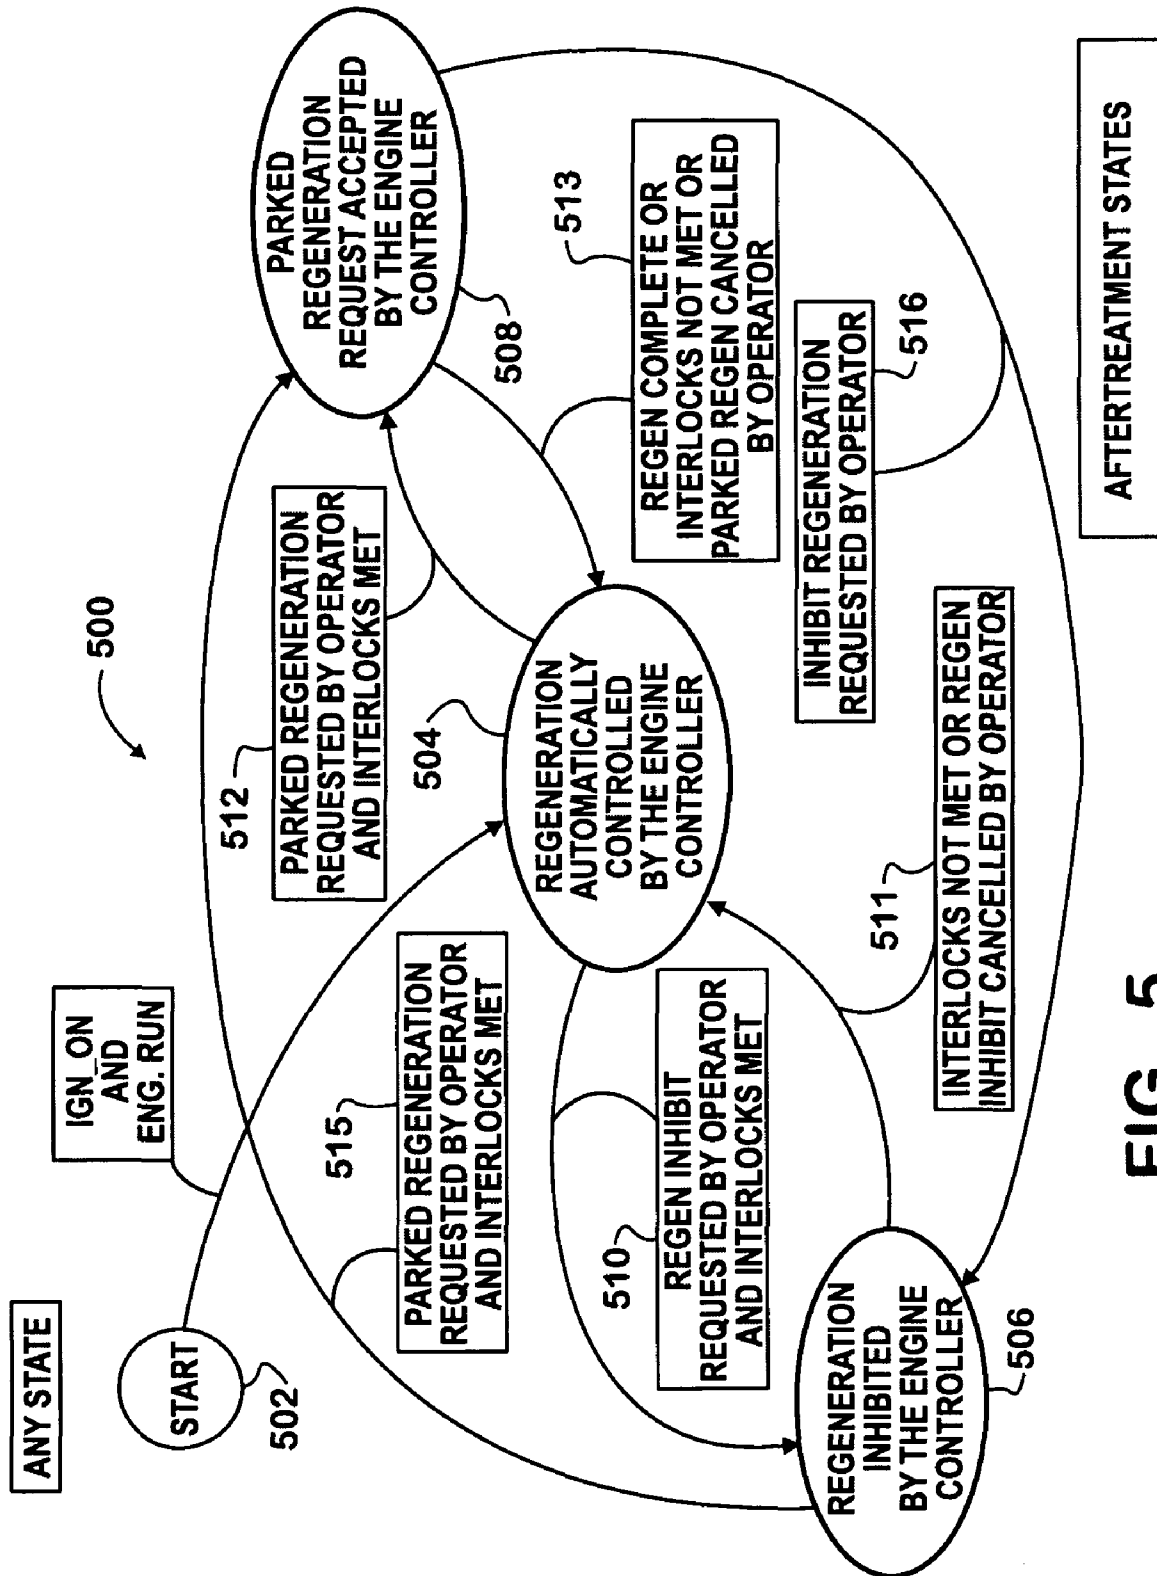 ANY STATE
START
502
IGN_ON
AND
ENG. RUN
500
512
PARKED REGENERATION
REQUESTED BY OPERATOR
AND INTERLOCKS MET
PARKED
REGENERATION
REQUEST ACCEPTED
BY THE ENGINE
CONTROLLER
508
515
PARKED REGENERATION
REQUESTED BY OPERATOR
AND INTERLOCKS MET
504
REGENERATION
AUTOMATICALLY
CONTROLLED
BY THE ENGINE
CONTROLLER
513
REGEN COMPLETE OR
INTERLOCKS NOT MET OR
PARKED REGEN CANCELLED
BY OPERATOR
510
REGEN INHIBIT
REQUESTED BY OPERATOR
AND INTERLOCKS MET
INHIBIT REGENERATION
REQUESTED BY OPERATOR
516
REGENERATION
INHIBITED
BY THE ENGINE
CONTROLLER
506
511
INTERLOCKS NOT MET OR REGEN
INHIBIT CANCELLED BY OPERATOR
AFTERTREATMENT STATES
FIG. 5